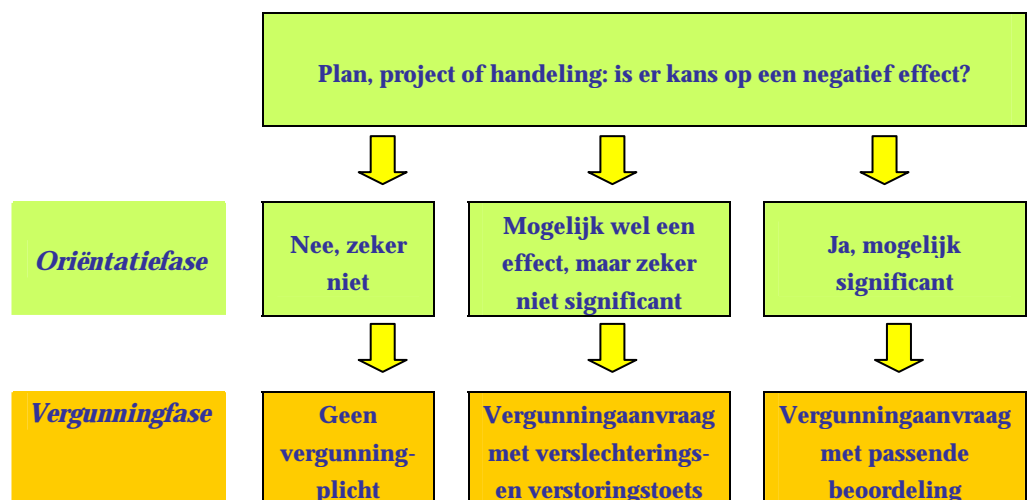 Plan, project of handeling: is er kans op een negatief effect?
Oriëntatiefase
Nee, zeker
niet
Mogelijk wel een
effect, maar zeker
niet significant
Ja, mogelijk
significant
Vergunningfase
Geen
vergunning-
plicht
Vergunningaanvraag
met verslechterings-
en verstoringstoets
Vergunningaanvraag
met passende
beoordeling